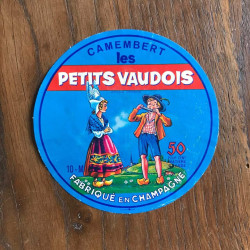 CAMEMBERT
les
PETITS VAUDOIS
50
FABRIQUÉ EN CHAMPAGNE